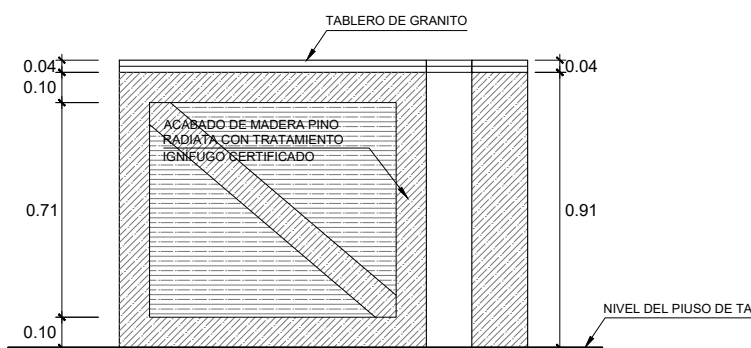 TABLERO DE GRANITO
0.04
0.04
0.10
ACABADO DE MADERA PINO
RADIATA CON TRATAMIENTO
IGNÍFUGO CERTIFICADO
0.71
0.91
NIVEL DEL PIUSO DE TA
0.10